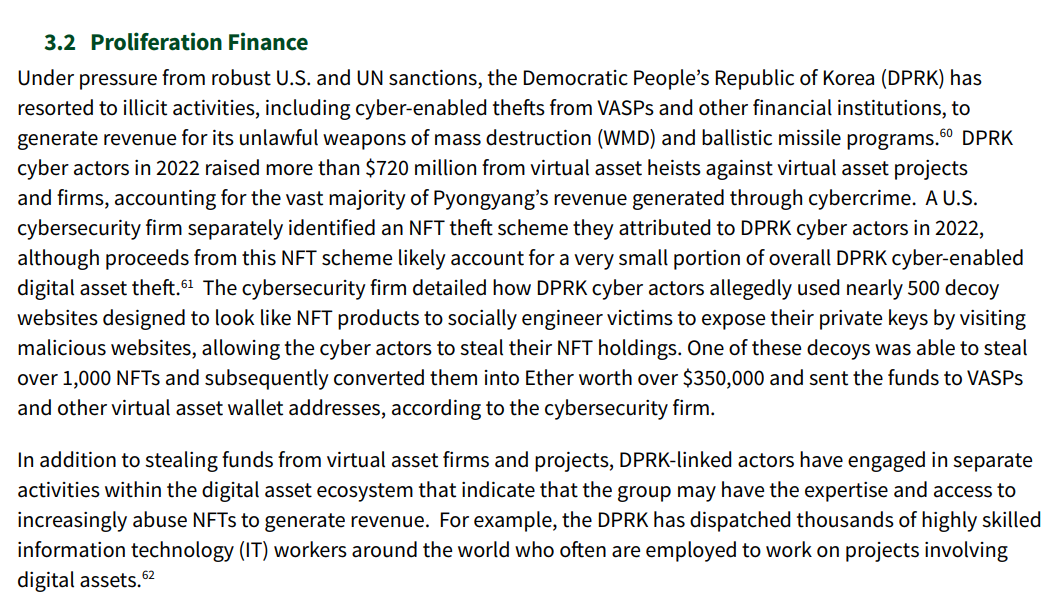 3.2 Proliferation Finance
Under pressure from robust U.S. and UN sanctions, the Democratic People’s Republic of Korea (DPRK) has
resorted to illicit activities, including cyber-enabled thefts from VASPs and other financial institutions, to
generate revenue for its unlawful weapons of mass destruction (WMD) and ballistic missile programs.60 DPRK
cyber actors in 2022 raised more than $720 million from virtual asset heists against virtual asset projects
and firms, accounting for the vast majority of Pyongyang’s revenue generated through cybercrime. A U.S.
cybersecurity firm separately identified an NFT theft scheme they attributed to DPRK cyber actors in 2022,
although proceeds from this NFT scheme likely account for a very small portion of overall DPRK cyber-enabled
digital asset theft.61 The cybersecurity firm detailed how DPRK cyber actors allegedly used nearly 500 decoy
websites designed to look like NFT products to socially engineer victims to expose their private keys by visiting
malicious websites, allowing the cyber actors to steal their NFT holdings. One of these decoys was able to steal
over 1,000 NFTs and subsequently converted them into Ether worth over $350,000 and sent the funds to VASPs
and other virtual asset wallet addresses, according to the cybersecurity firm.
In addition to stealing funds from virtual asset firms and projects, DPRK-linked actors have engaged in separate
activities within the digital asset ecosystem that indicate that the group may have the expertise and access to
increasingly abuse NFTs to generate revenue. For example, the DPRK has dispatched thousands of highly skilled
information technology (IT) workers around the world who often are employed to work on projects involving
digital assets.62